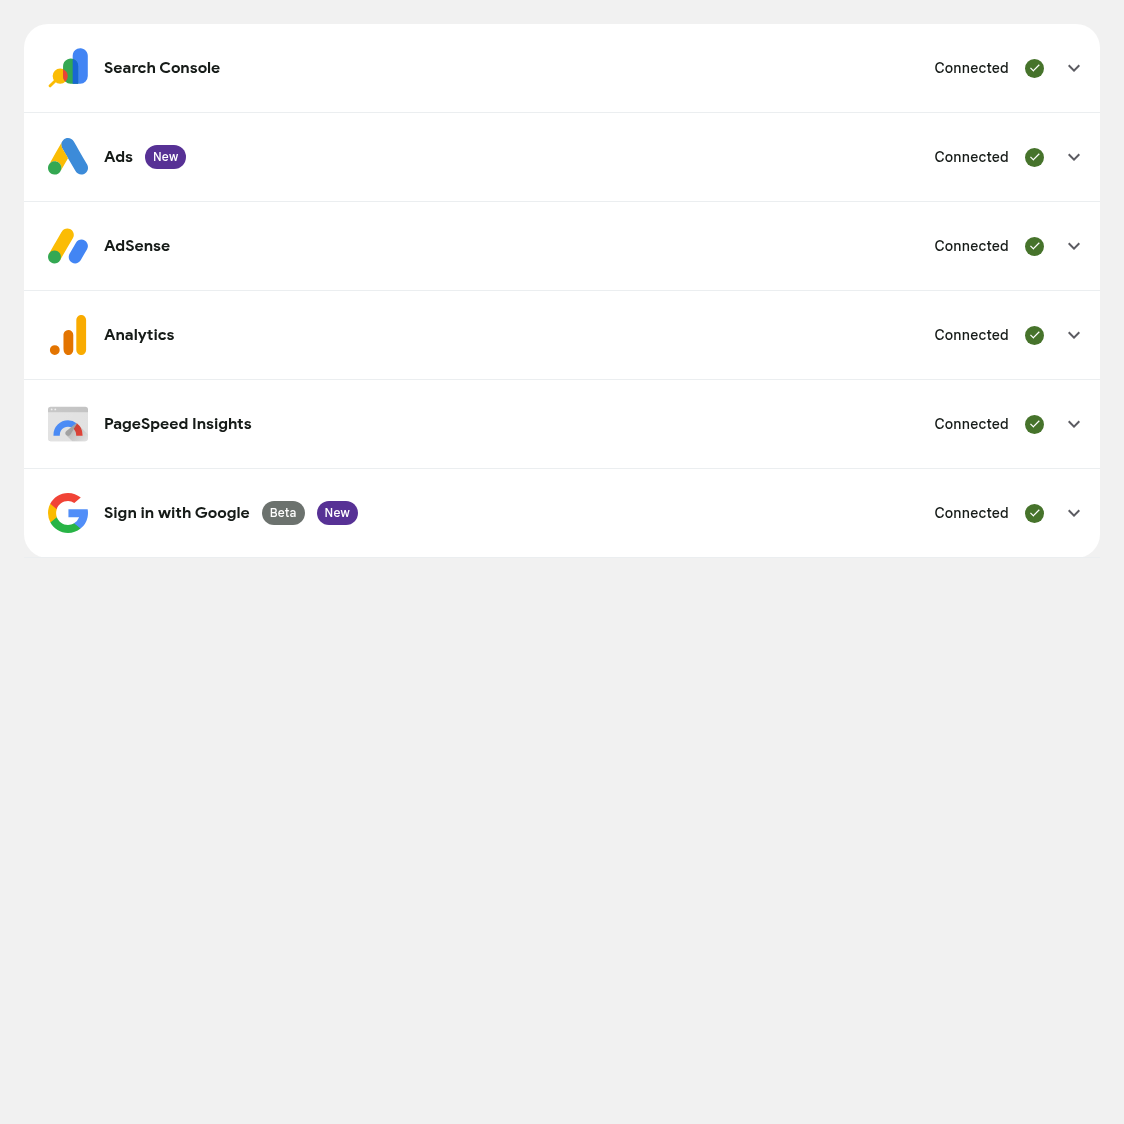 Search Console Connected
Ads New Connected
AdSense Connected
Analytics Connected
PageSpeed Insights Connected
Sign in with Google Beta New Connected